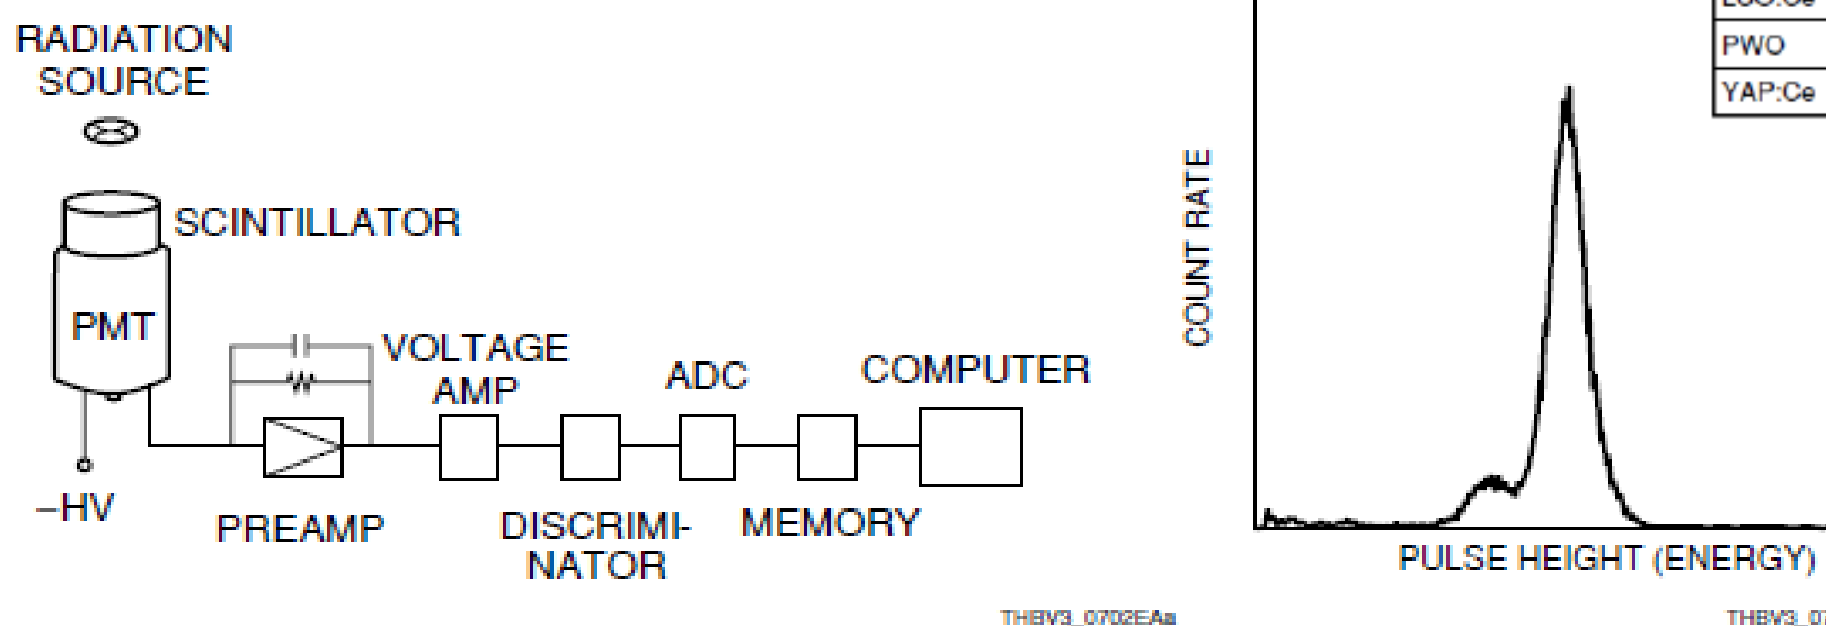 RADIATION
SOURCE
SCINTILLATOR
PMT
–HV
PREAMP
VOLTAGE
AMP
DISCRIMI-
NATOR
ADC
MEMORY
COMPUTER
THBV3_0702EAa
COUNT RATE
PWO
YAP:Ce
PULSE HEIGHT (ENERGY)